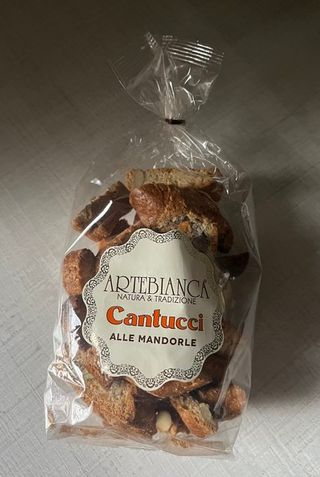 ARTEBIANCA
NATURA & TRADIZIONE
Cantucci
ALLE MANDORLE